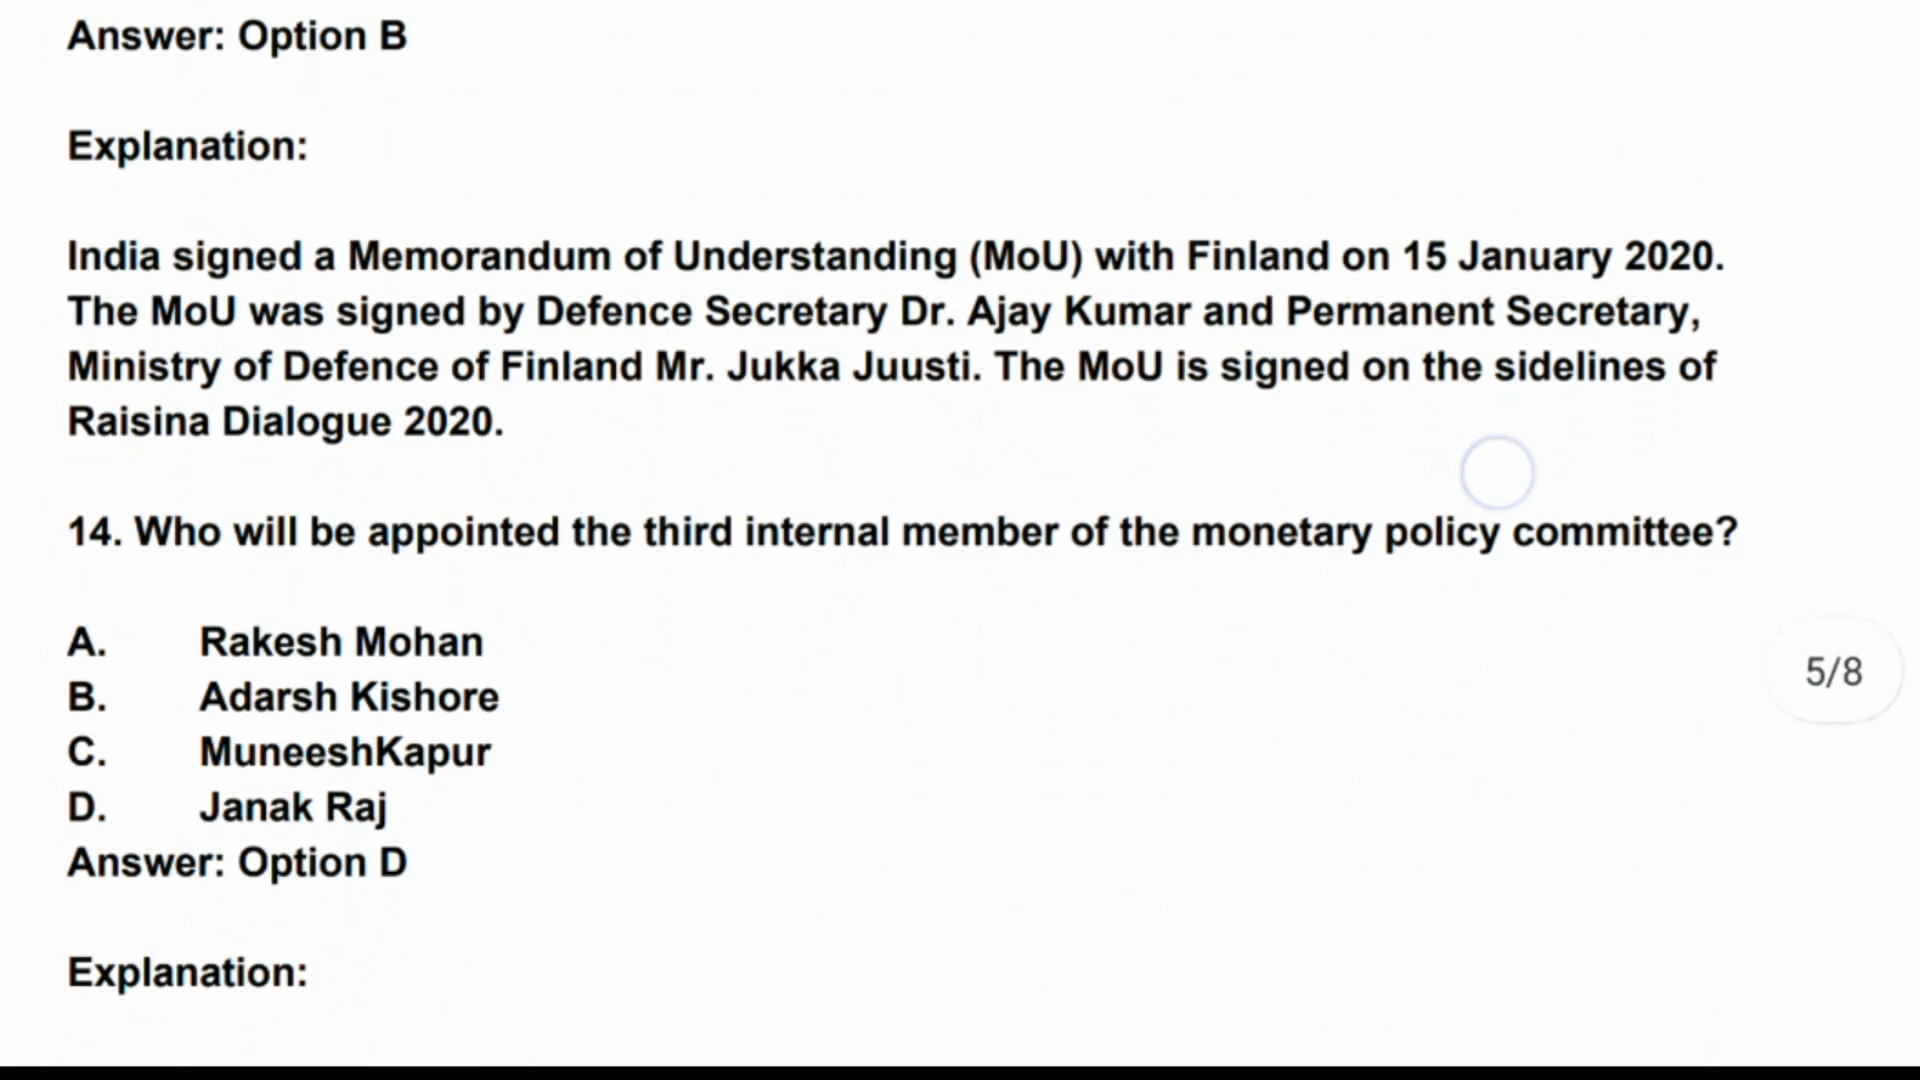 Answer: Option B
Explanation:
India signed a Memorandum of Understanding (MoU) with Finland on 15 January 2020.
The MoU was signed by Defence Secretary Dr. Ajay Kumar and Permanent Secretary,
Ministry of Defence of Finland Mr. Jukka Juusti. The MoU is signed on the sidelines of
Raisina Dialogue 2020.
14. Who will be appointed the third internal member of the monetary policy committee?
A. Rakesh Mohan
5/8
B. Adarsh Kishore
C. MuneeshKapur
D. Janak Raj
Answer: Option D
Explanation: